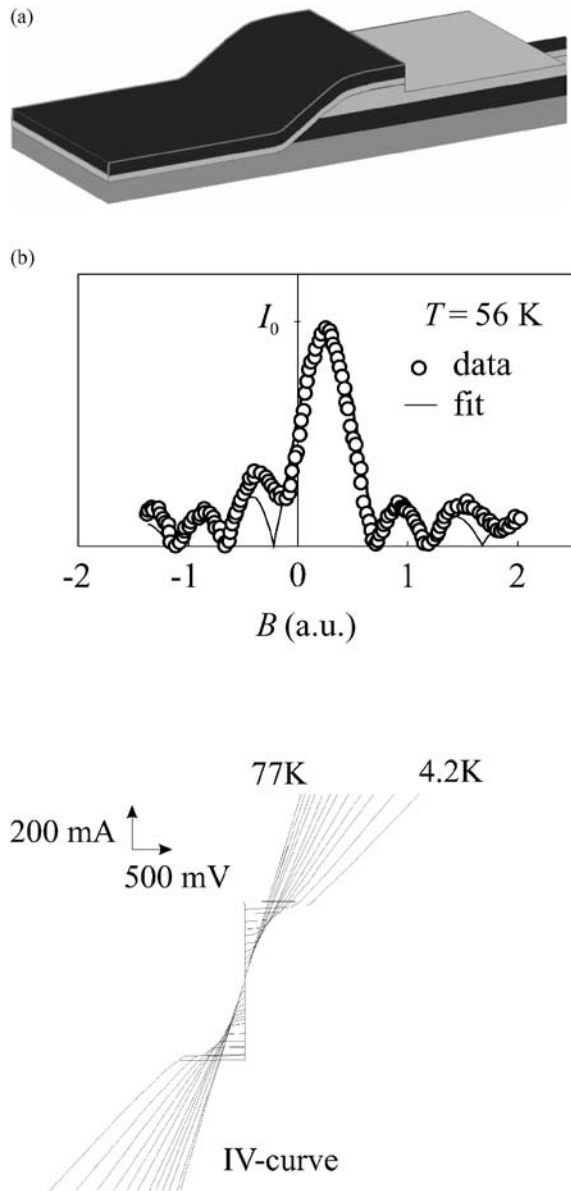 (a)
(b)
I₀
T = 56 K
data
fit
-2 -1 0 1 2
B (a.u.)
77K 4.2K
200 mA
500 mV
IV-curve